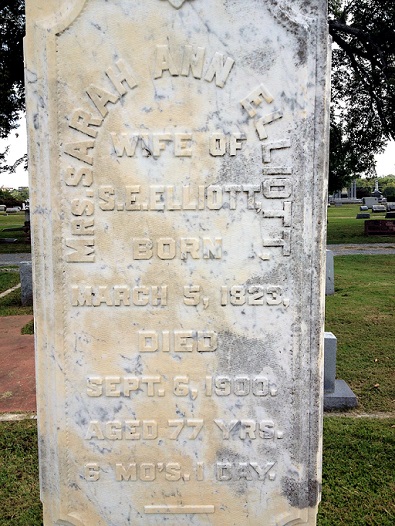 MRS. SARAH ANN ELLIOTT,
WIFE OF
S.E. ELLIOTT,
BORN
MARCH 5, 1823,
DIED
SEPT. 6, 1900.
AGED 77 YRS.
6 MO'S. 1 DAY.